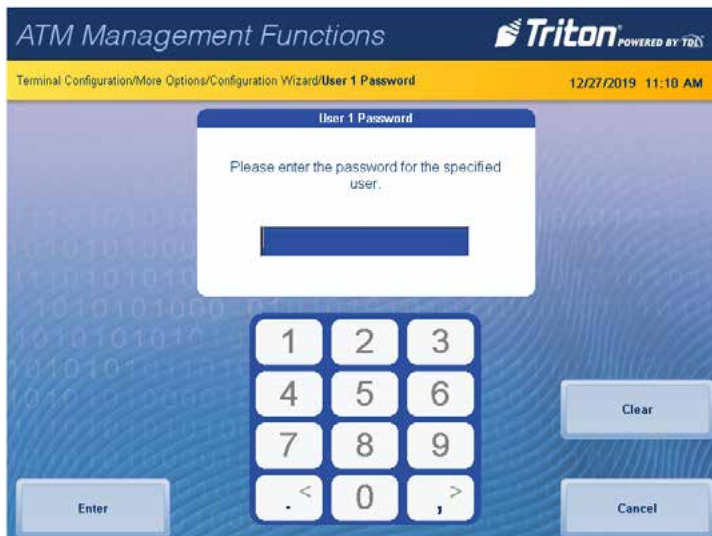 ATM Management Functions
Triton POWERED BY TDL
Terminal Configuration/More Options/Configuration Wizard/User 1 Password
12/27/2019 11:18 AM
User 1 Password
Please enter the password for the specified
user.
1 2 3
4 5 6
7 8 9
.< 0 ,>
Clear
Enter
Cancel